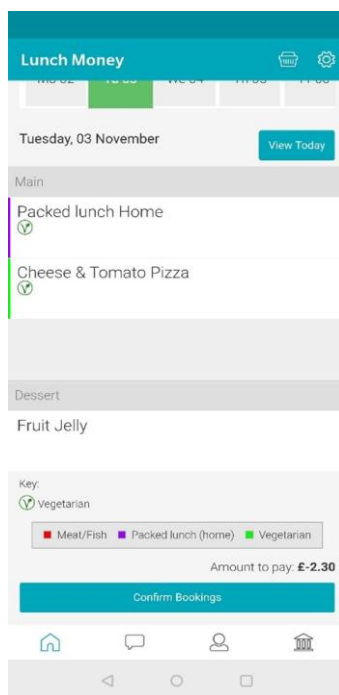 Lunch Money
Tuesday, 03 November
View Today
Main
Packed lunch Home
Cheese & Tomato Pizza
Dessert
Fruit Jelly
Key:
Vegetarian
Meat/Fish Packed lunch (home) Vegetarian
Amount to pay: £-2.30
Confirm Bookings